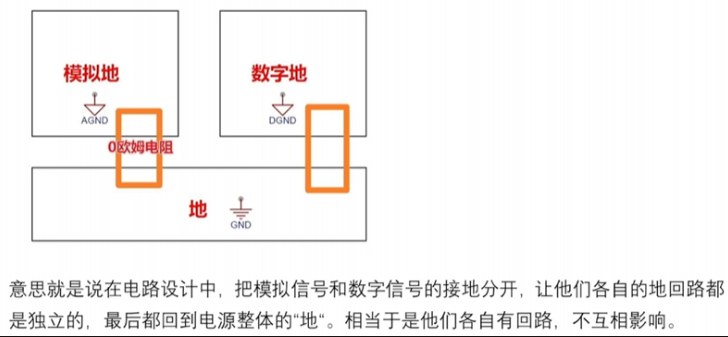 模拟地
数字地
AGND
DGND
0欧姆电阻
地
GND
意思就是说在电路设计中，把模拟信号和数字信号的接地分开，让他们各自的地回路都
是独立的，最后都回到电源整体的“地“。相当于是他们各自有回路，不互相影响。